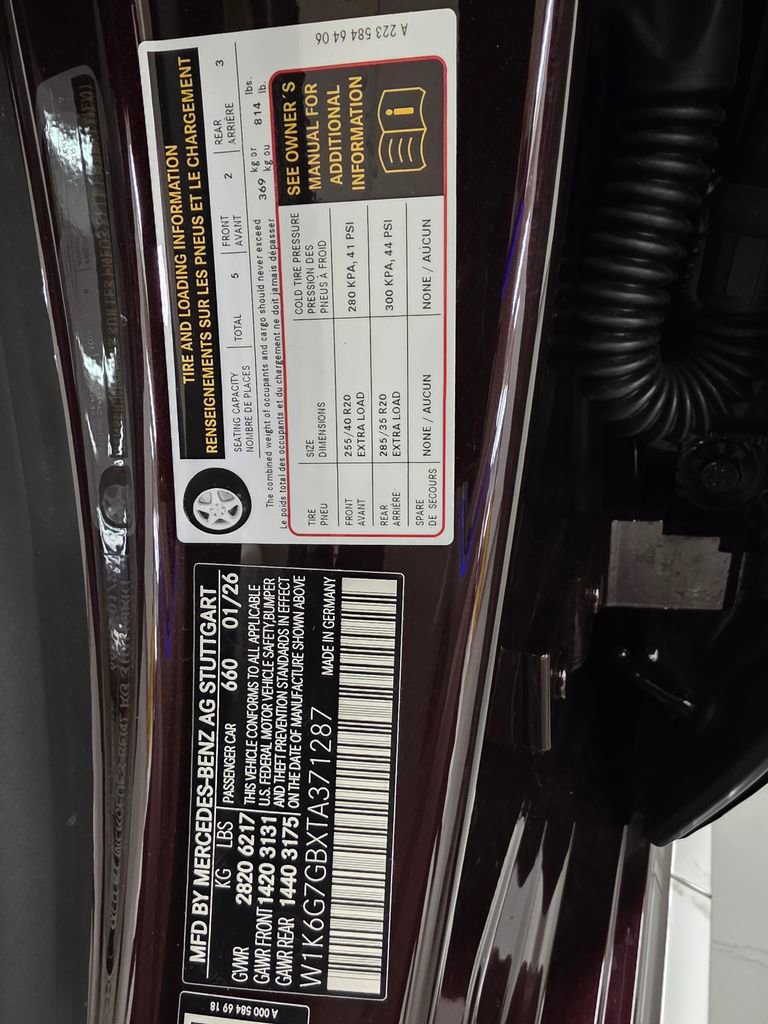 MFD BY MERCEDES-BENZ AG STUTTGART
KG LBS PASSENGER CAR 660 01/26
GVWR 2820 6217
GAWR FRONT 1420 3131
GAWR REAR 1440 3175
THIS VEHICLE CONFORMS TO ALL APPLICABLE
U.S. FEDERAL MOTOR VEHICLE SAFETY,BUMPER
AND THEFT PREVENTION STANDARDS IN EFFECT
ON THE DATE OF MANUFACTURE SHOWN ABOVE
W1K6G7GBXTA371287 MADE IN GERMANY
A 000 584 69 18
TIRE AND LOADING INFORMATION
RENSEIGNEMENTS SUR LES PNEUS ET LE CHARGEMENT
SEATING CAPACITY
NOMBRE DE PLACES
TOTAL 5
FRONT
AVANT 2
REAR
ARRIÈRE 3
The combined weight of occupants and cargo should never exceed 369 kg or 814 lbs.
Le poids total des occupants et du chargement ne doit jamais dépasser kg ou lb.
TIRE
PNEU
SIZE
DIMENSIONS
COLD TIRE PRESSURE
PRESSION DES
PNEUS À FROID
FRONT
AVANT
255/40 R20
EXTRA LOAD
280 KPA, 41 PSI
REAR
ARRIÈRE
285/35 R20
EXTRA LOAD
300 KPA, 44 PSI
SPARE
DE SECOURS
NONE / AUCUN
NONE / AUCUN
SEE OWNER´S
MANUAL FOR
ADDITIONAL
INFORMATION
A 223 584 64 06